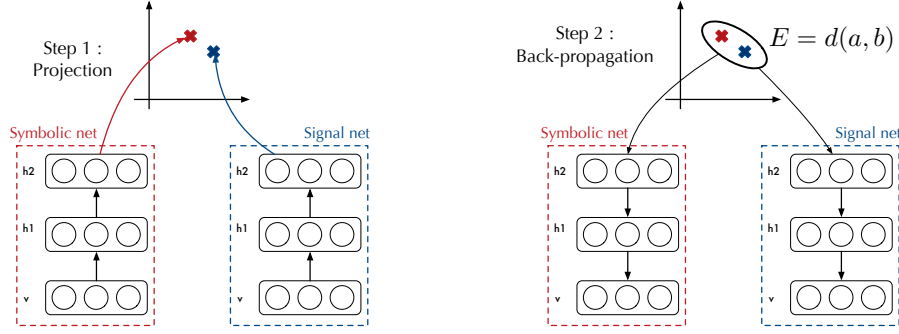 Step 1 :
Projection
Symbolic net
Signal net
h2
h2
h1
h1
v
v
Step 2 :
Back-propagation
E = d(a, b)
Symbolic net
Signal net
h2
h2
h1
h1
v
v